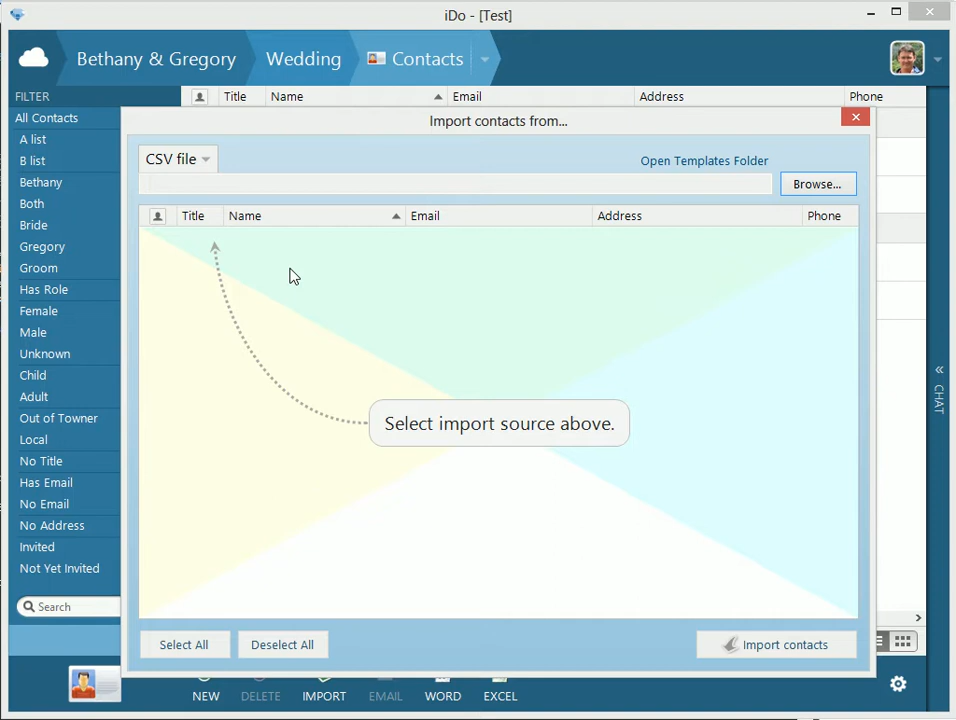 iDo - [Test]
Bethany & Gregory
Wedding
Contacts
FILTER
Title
Name
Email
Address
Phone
All Contacts
A list
B list
Bethany
Both
Bride
Gregory
Groom
Has Role
Female
Male
Unknown
Child
Adult
Out of Towner
Local
No Title
Has Email
No Email
No Address
Invited
Not Yet Invited
Search
Import contacts from...
CSV file
Open Templates Folder
Browse...
Title
Name
Email
Address
Phone
Select import source above.
Select All
Deselect All
Import contacts
CHAT
NEW
DELETE
IMPORT
EMAIL
WORD
EXCEL